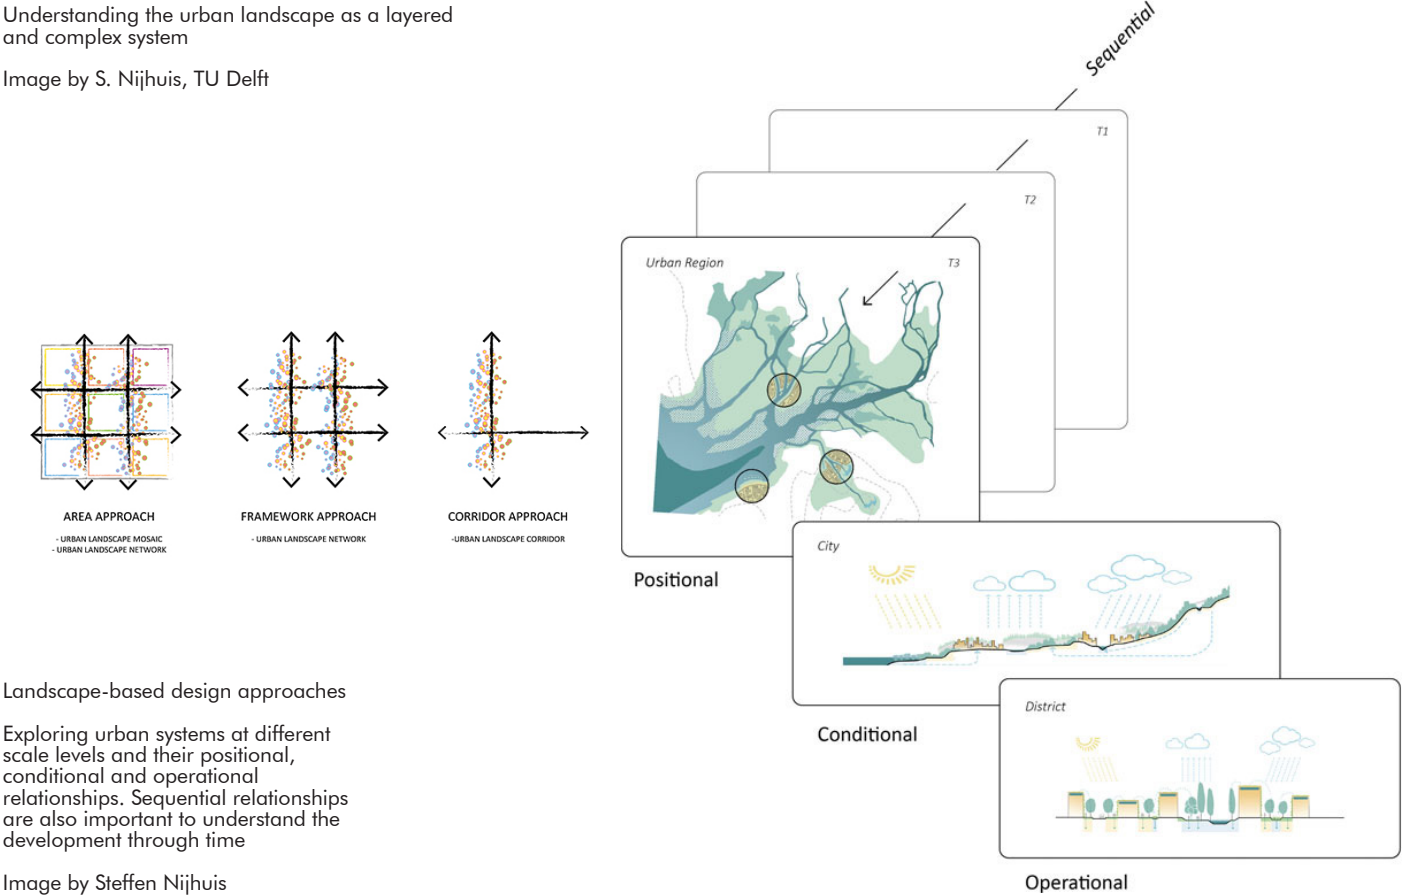 Understanding the urban landscape as a layered
and complex system
Image by S. Nijhuis, TU Delft
Sequential
T1
T2
Urban Region
T3
AREA APPROACH
- URBAN LANDSCAPE MOSAIC
- URBAN LANDSCAPE NETWORK
FRAMEWORK APPROACH
- URBAN LANDSCAPE NETWORK
CORRIDOR APPROACH
-URBAN LANDSCAPE CORRIDOR
Positional
City
Conditional
District
Operational
Landscape-based design approaches
Exploring urban systems at different
scale levels and their positional,
conditional and operational
relationships. Sequential relationships
are also important to understand the
development through time
Image by Steffen Nijhuis